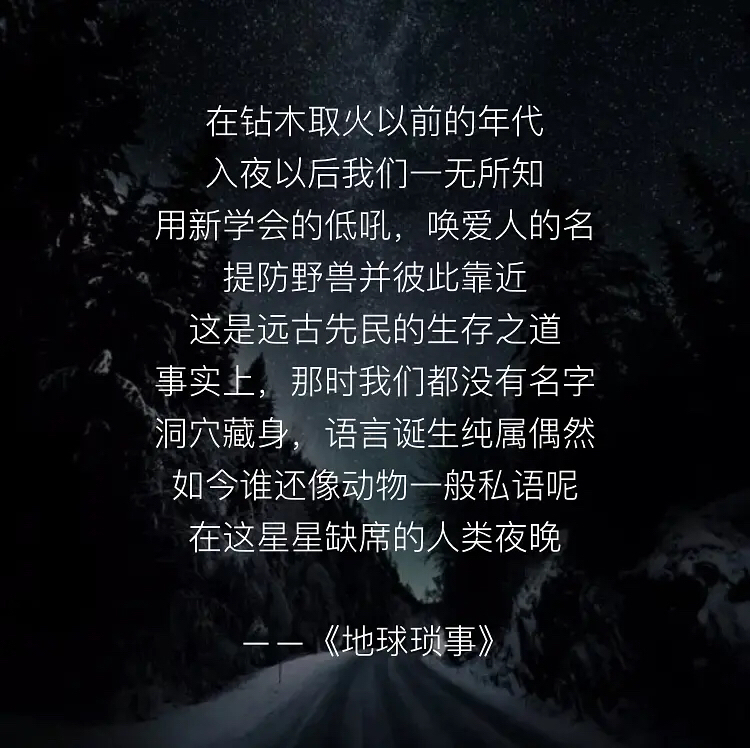 在钻木取火以前的年代
入夜以后我们一无所知
用新学会的低吼，唤爱人的名
提防野兽并彼此靠近
这是远古先民的生存之道
事实上，那时我们都没有名字
洞穴藏身，语言诞生纯属偶然
如今谁还像动物一般私语呢
在这星星缺席的人类夜晚
——《地球琐事》